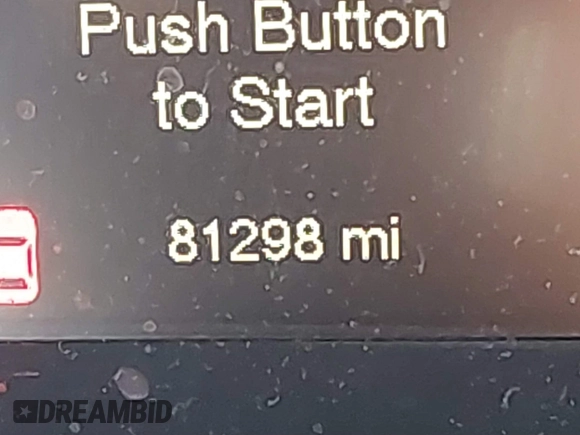 Push Button
to Start
81298 mi
DREAMBID